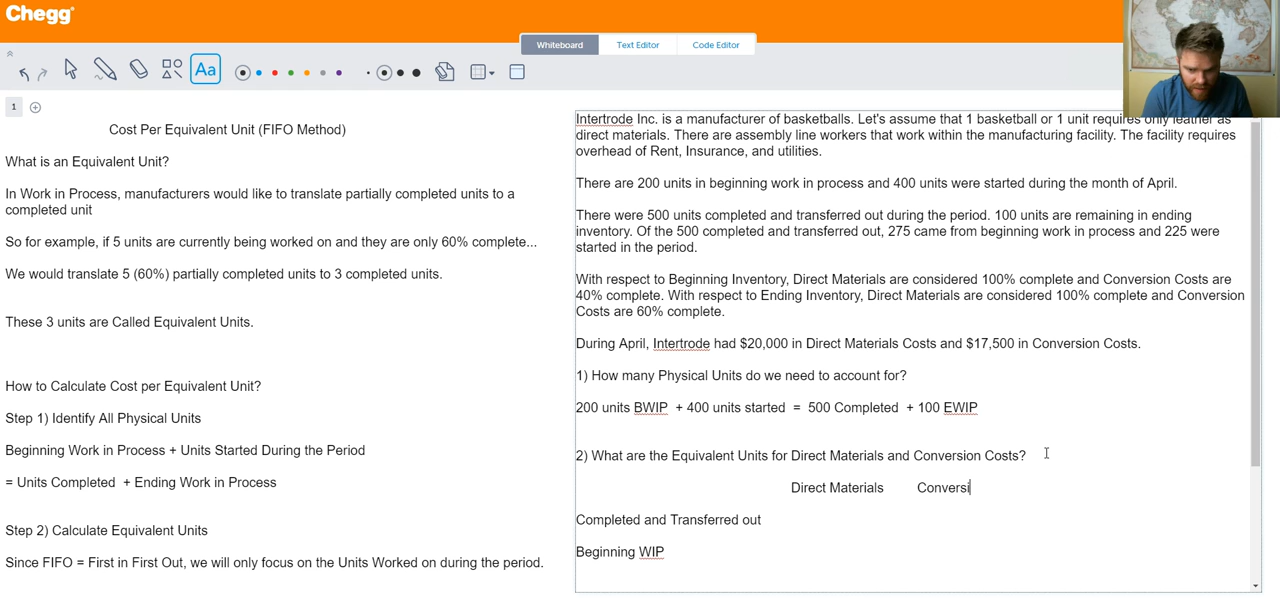 Chegg
Whiteboard
Text Editor
Code Editor
Aa
1
Cost Per Equivalent Unit (FIFO Method)
What is an Equivalent Unit?
In Work in Process, manufacturers would like to translate partially completed units to a
completed unit
So for example, if 5 units are currently being worked on and they are only 60% complete...
We would translate 5 (60%) partially completed units to 3 completed units.
These 3 units are Called Equivalent Units.
How to Calculate Cost per Equivalent Unit?
Step 1) Identify All Physical Units
Beginning Work in Process + Units Started During the Period
= Units Completed + Ending Work in Process
Step 2) Calculate Equivalent Units
Since FIFO = First in First Out, we will only focus on the Units Worked on during the period.
Intertrode Inc. is a manufacturer of basketballs. Let's assume that 1 basketball or 1 unit requires only leather as
direct materials. There are assembly line workers that work within the manufacturing facility. The facility requires
overhead of Rent, Insurance, and utilities.
There are 200 units in beginning work in process and 400 units were started during the month of April.
There were 500 units completed and transferred out during the period. 100 units are remaining in ending
inventory. Of the 500 completed and transferred out, 275 came from beginning work in process and 225 were
started in the period.
With respect to Beginning Inventory, Direct Materials are considered 100% complete and Conversion Costs are
40% complete. With respect to Ending Inventory, Direct Materials are considered 100% complete and Conversion
Costs are 60% complete.
During April, Intertrode had $20,000 in Direct Materials Costs and $17,500 in Conversion Costs.
1) How many Physical Units do we need to account for?
200 units BWIP + 400 units started = 500 Completed + 100 EWIP
2) What are the Equivalent Units for Direct Materials and Conversion Costs?
Direct Materials Conversi
Completed and Transferred out
Beginning WIP